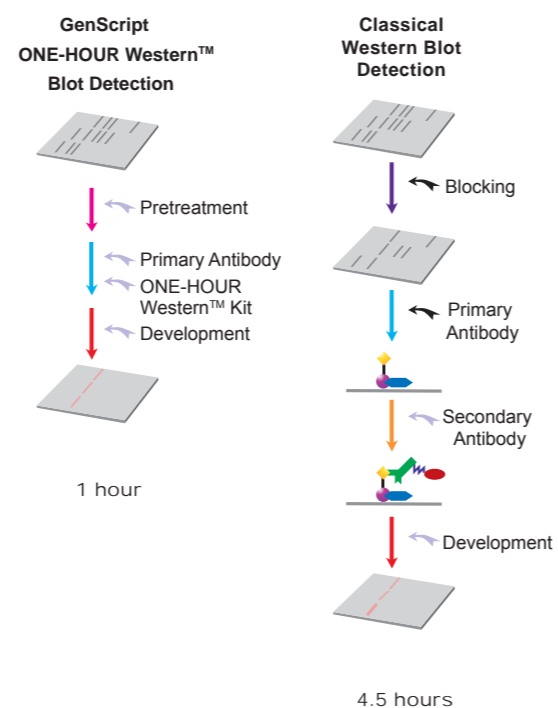 GenScript
ONE-HOUR Western™
Blot Detection
Pretreatment
Primary Antibody
ONE-HOUR
Western™ Kit
Development
1 hour
Classical
Western Blot
Detection
Blocking
Primary
Antibody
Secondary
Antibody
Development
4.5 hours